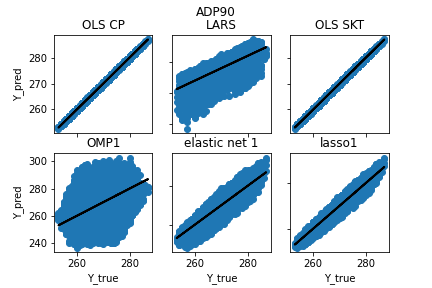 ADP90
OLS CP
LARS
OLS SKT
Y_pred
280
270
260
OMP1
elastic net 1
lasso1
Y_pred
300
280
260
240
260
280
260
280
260
280
Y_true
Y_true
Y_true